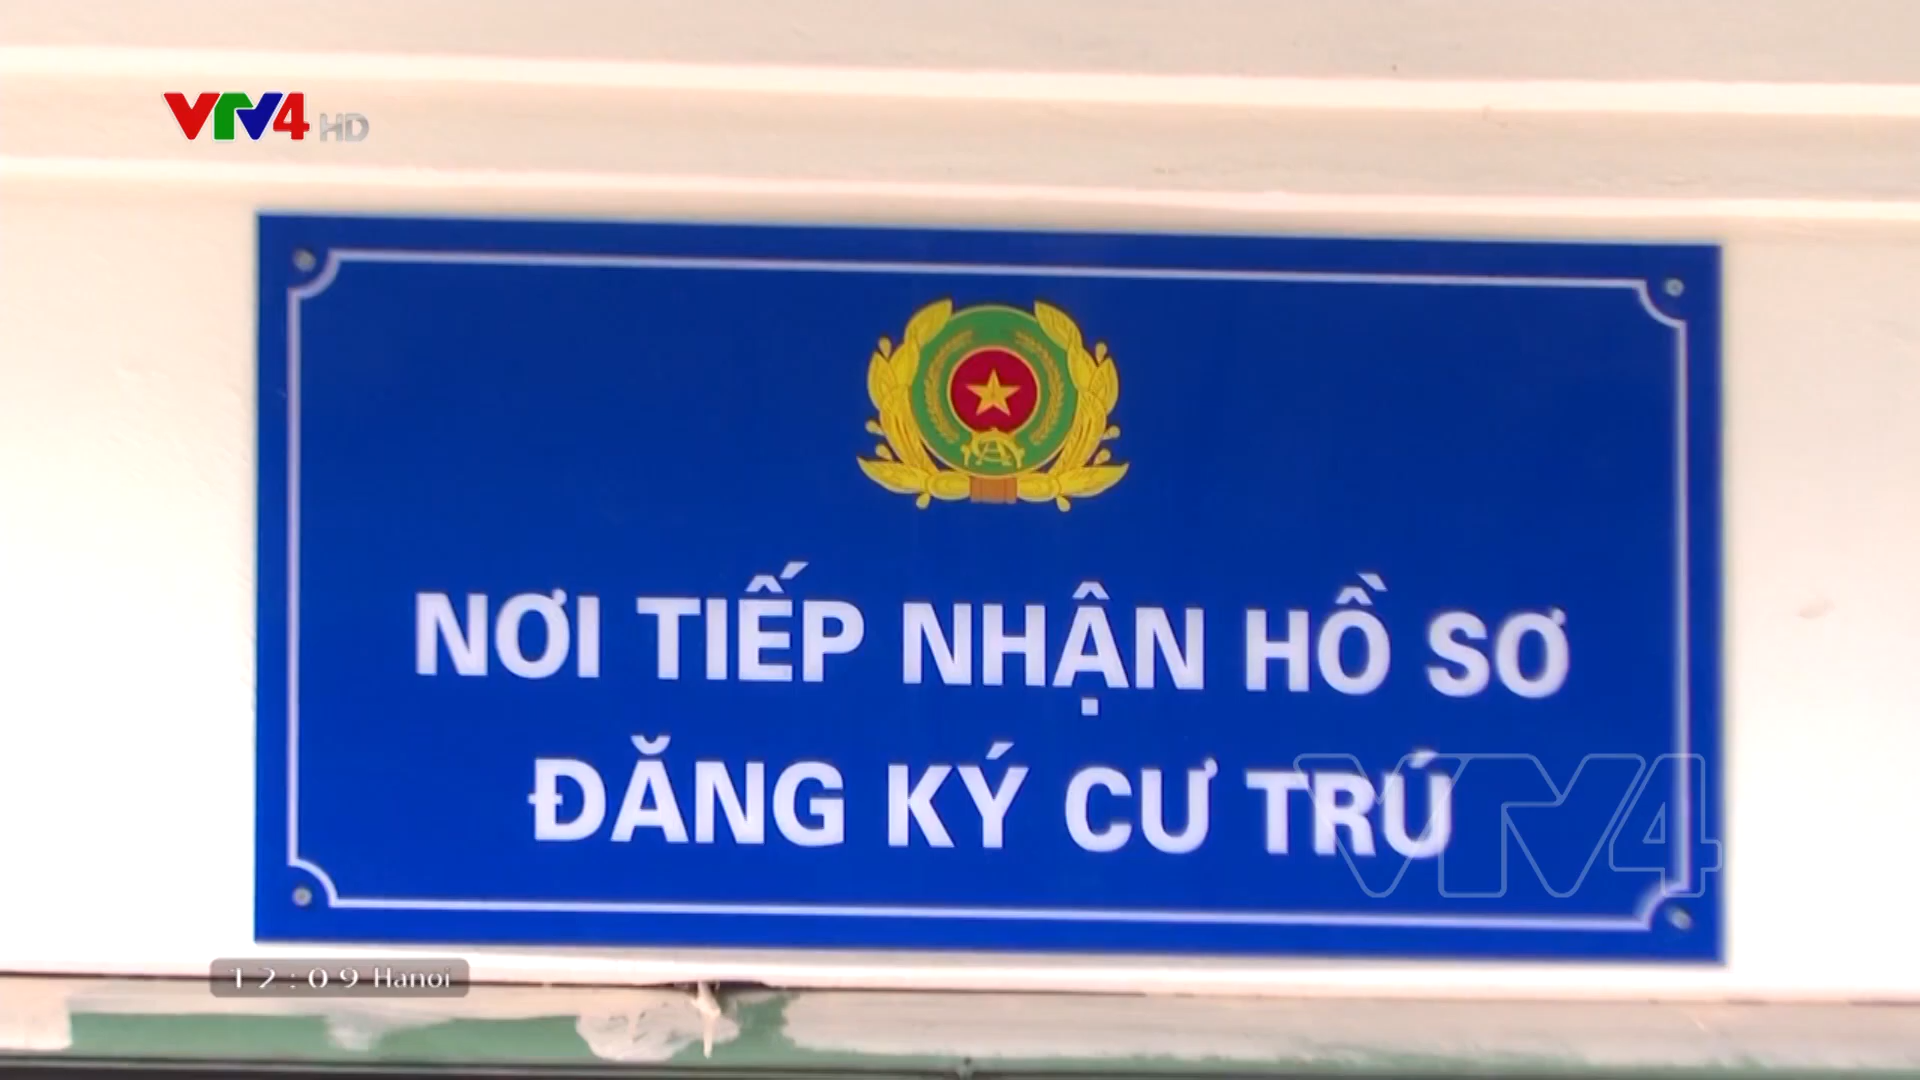 VTV4 HD
NƠI TIẾP NHẬN HỒ SƠ
ĐĂNG KÝ CƯ TRÚ
VTV4
12:09 Hanoi